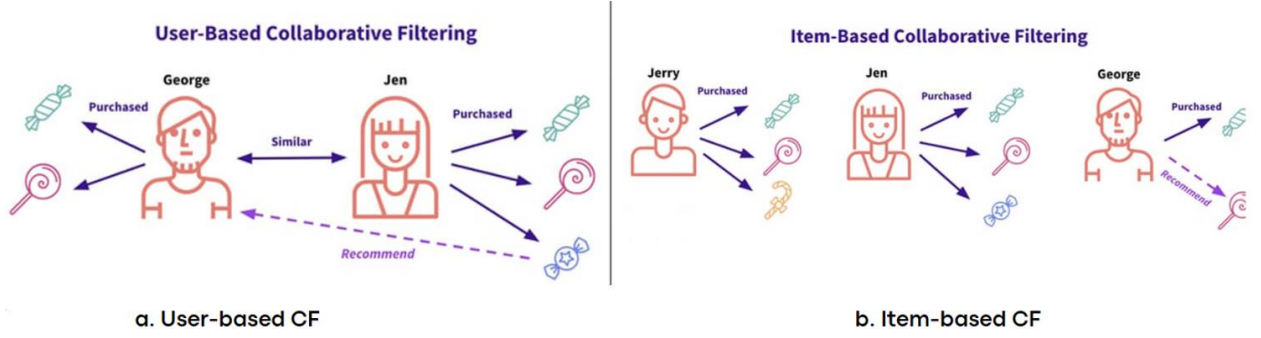 User-Based Collaborative Filtering
George
Jen
Purchased
Similar
Purchased
Recommend
a. User-based CF
Item-Based Collaborative Filtering
Jerry
Jen
George
Purchased
Purchased
Purchased
Recommend
b. Item-based CF